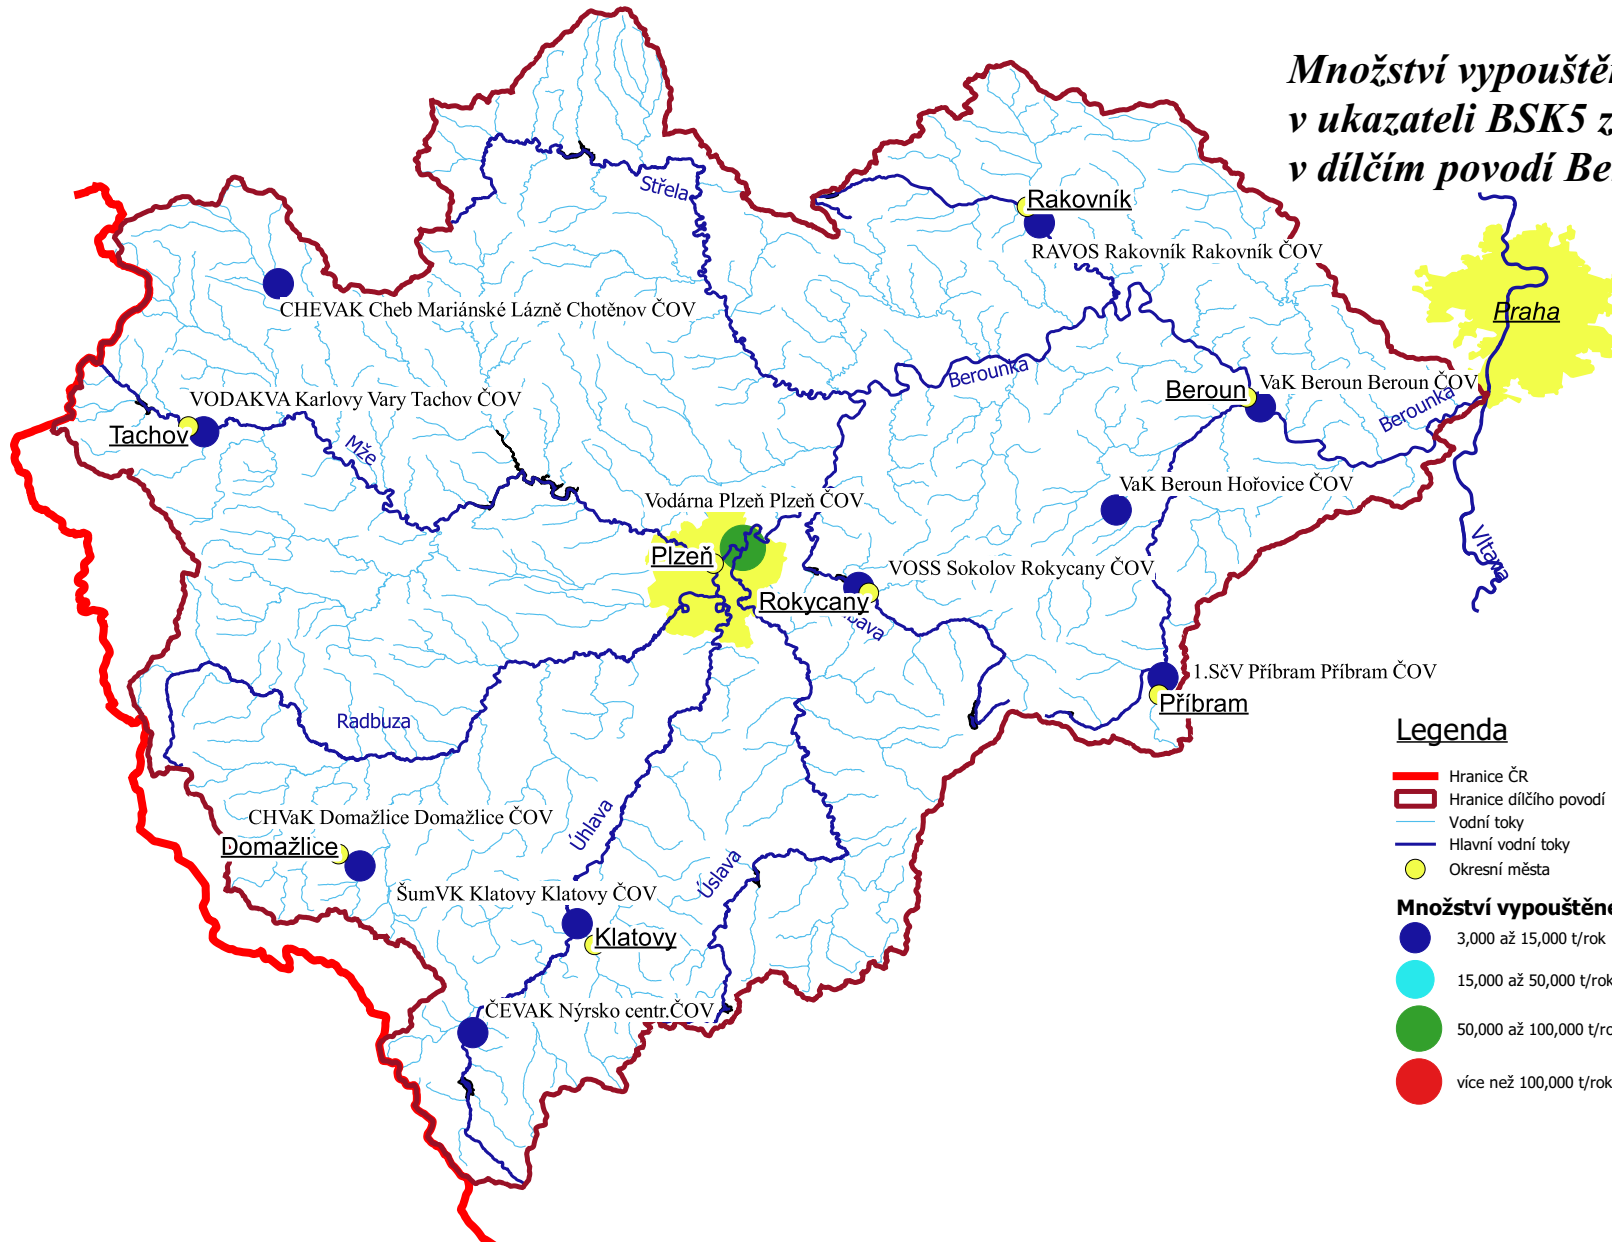 Množství vypouštěn
v ukazateli BSK5 z
v dílčím povodí Be
Střela
Rakovník
RAVOS Rakovník Rakovník ČOV
CHEVAK Cheb Mariánské Lázně Chotěnov ČOV
Praha
Berounka
Beroun
VaK Beroun Beroun ČOV
Berounka
VODAKVA Karlovy Vary Tachov ČOV
Tachov
Mže
VaK Beroun Hořovice ČOV
Vodárna Plzeň Plzeň ČOV
Plzeň
Vltava
VOSS Sokolov Rokycany ČOV
Rokycany
bava
1.SčV Příbram Příbram ČOV
Příbram
Radbuza
CHVaK Domažlice Domažlice ČOV
Domažlice
Úhlava
Úslava
ŠumVK Klatovy Klatovy ČOV
Klatovy
ČEVAK Nýrsko centr.ČOV
Legenda
Hranice ČR
Hranice dílčího povodí
Vodní toky
Hlavní vodní toky
Okresní města
Množství vypouštěné
3,000 až 15,000 t/rok
15,000 až 50,000 t/rok
50,000 až 100,000 t/ro
více než 100,000 t/rok